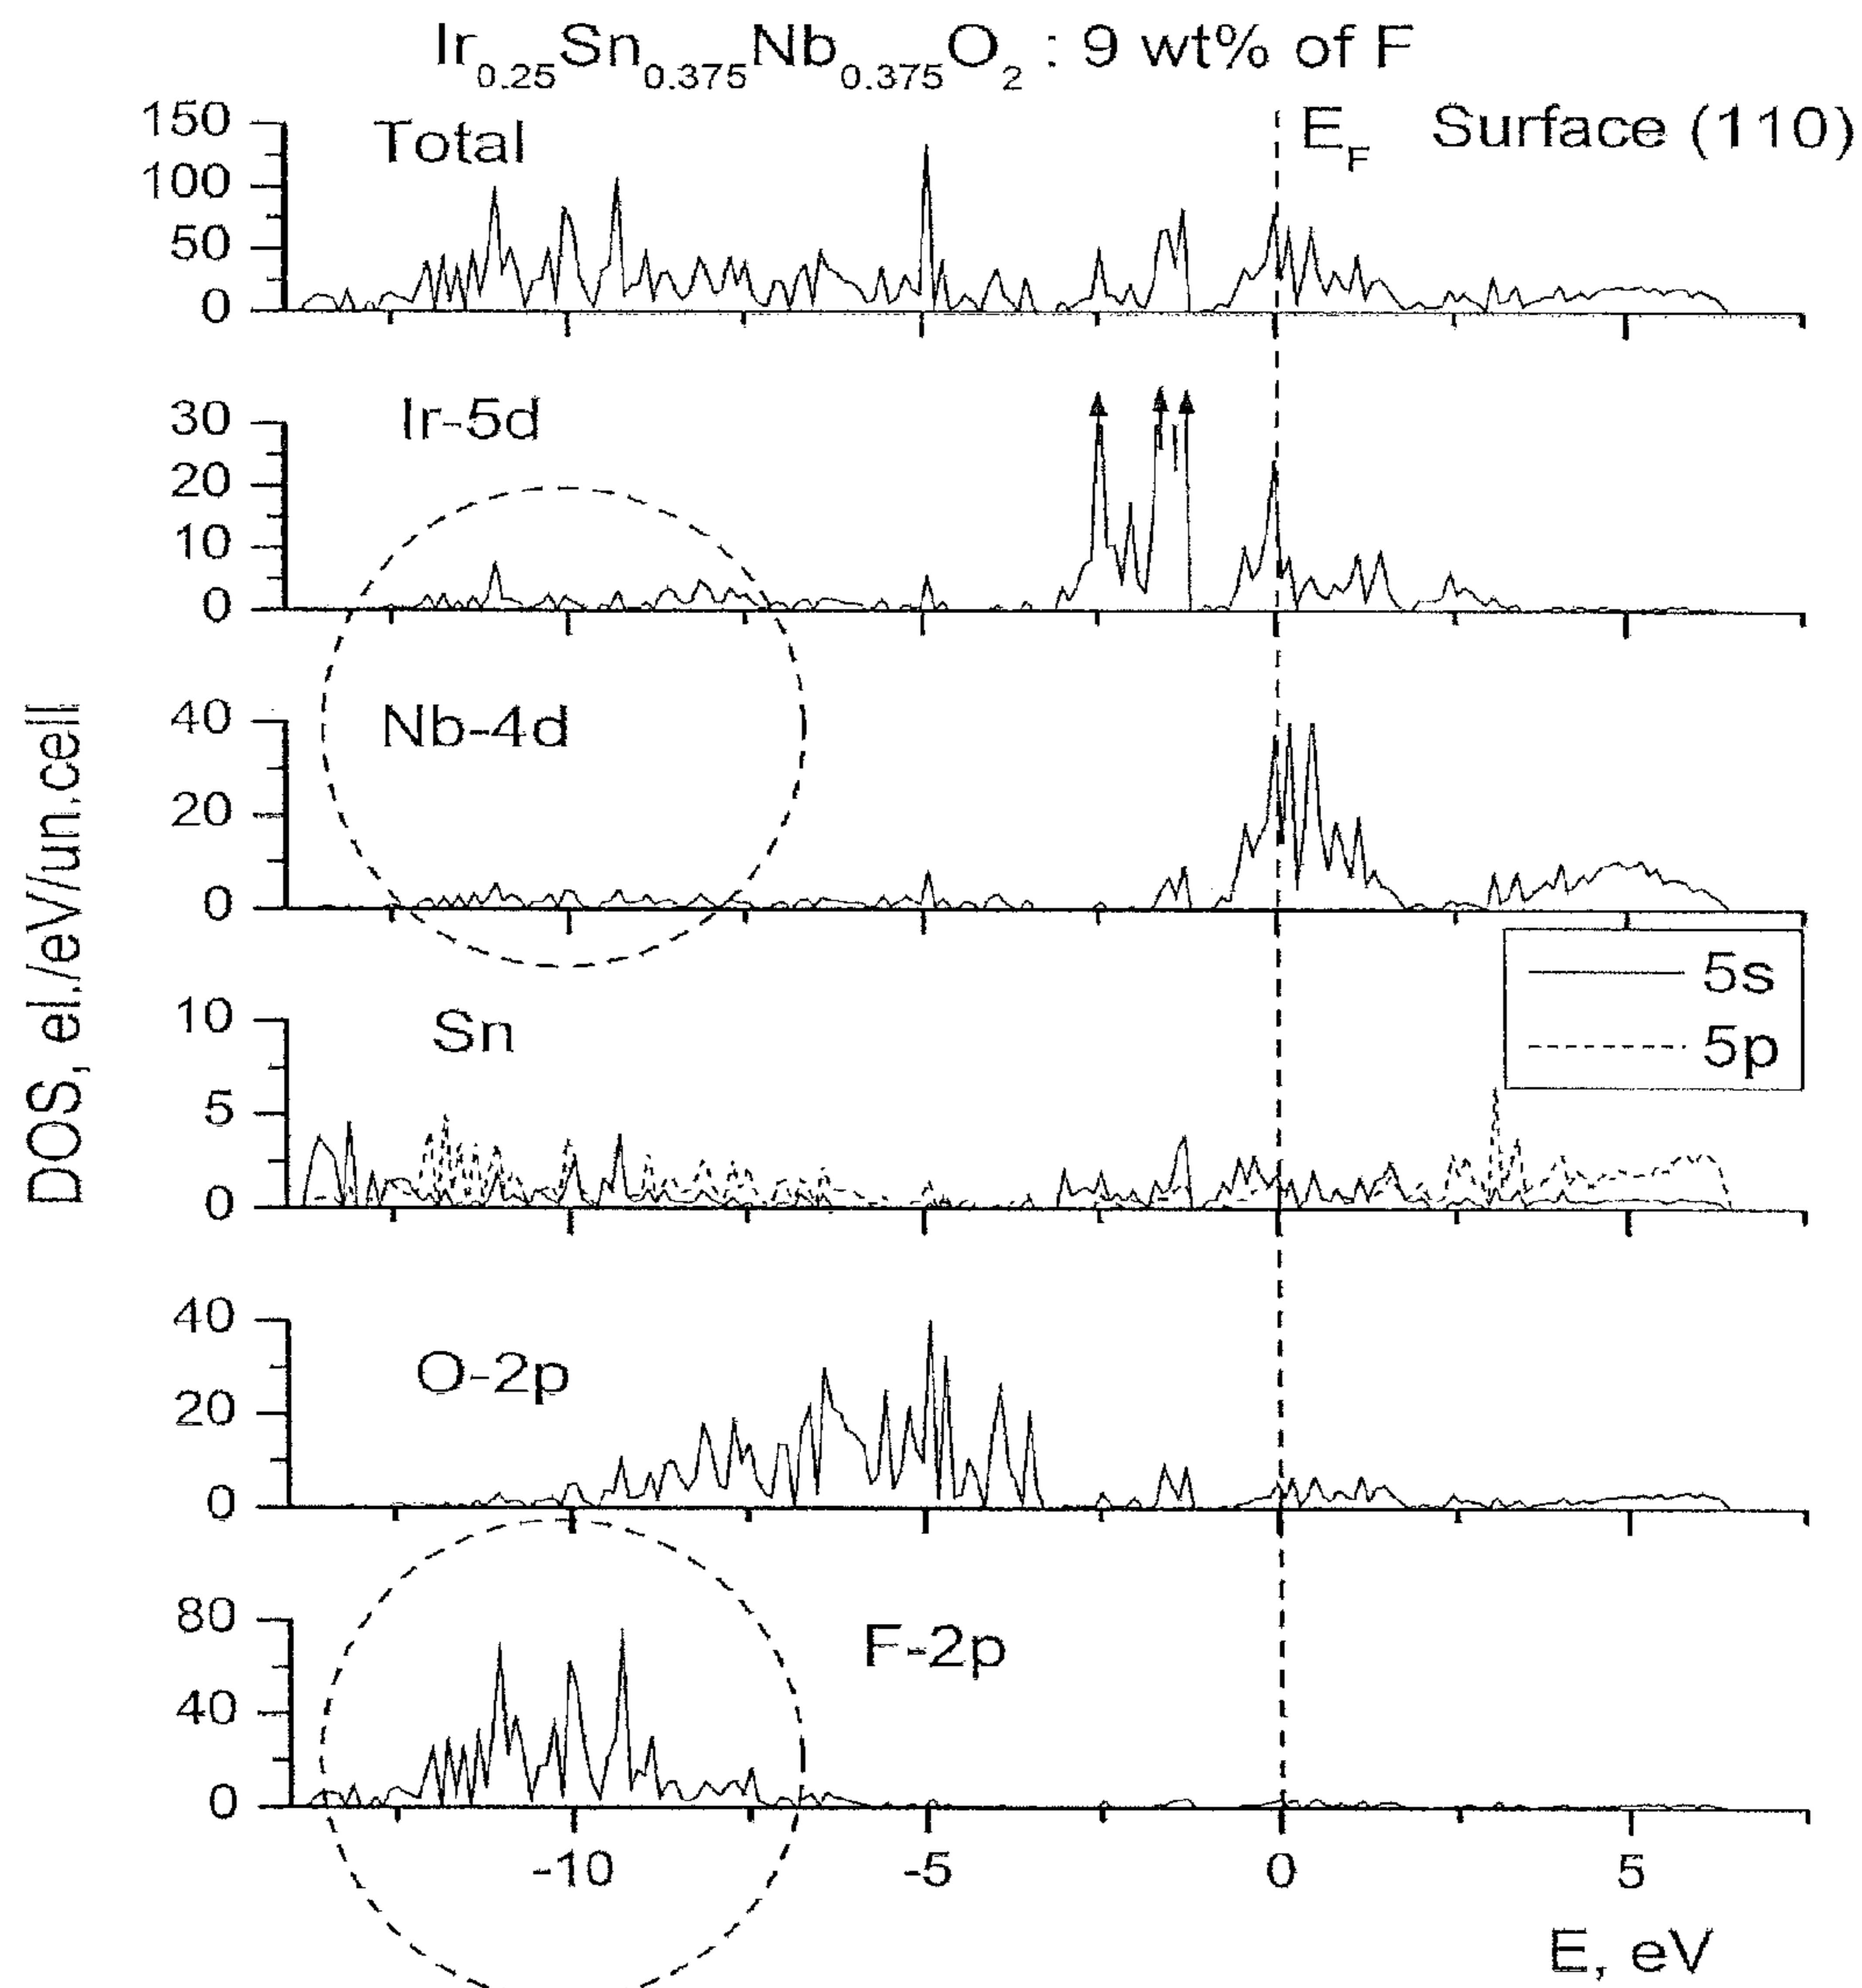 Ir0.25Sn0.375Nb0.375O2 : 9 wt% of F
Total
EF
Surface (110)
150
100
50
0
Ir-5d
30
20
10
0
Nb-4d
40
20
0
DOS, el./eV/un.cell
5s
5p
Sn
10
5
0
O-2p
40
20
0
F-2p
80
40
0
-10 -5 0 5
E, eV